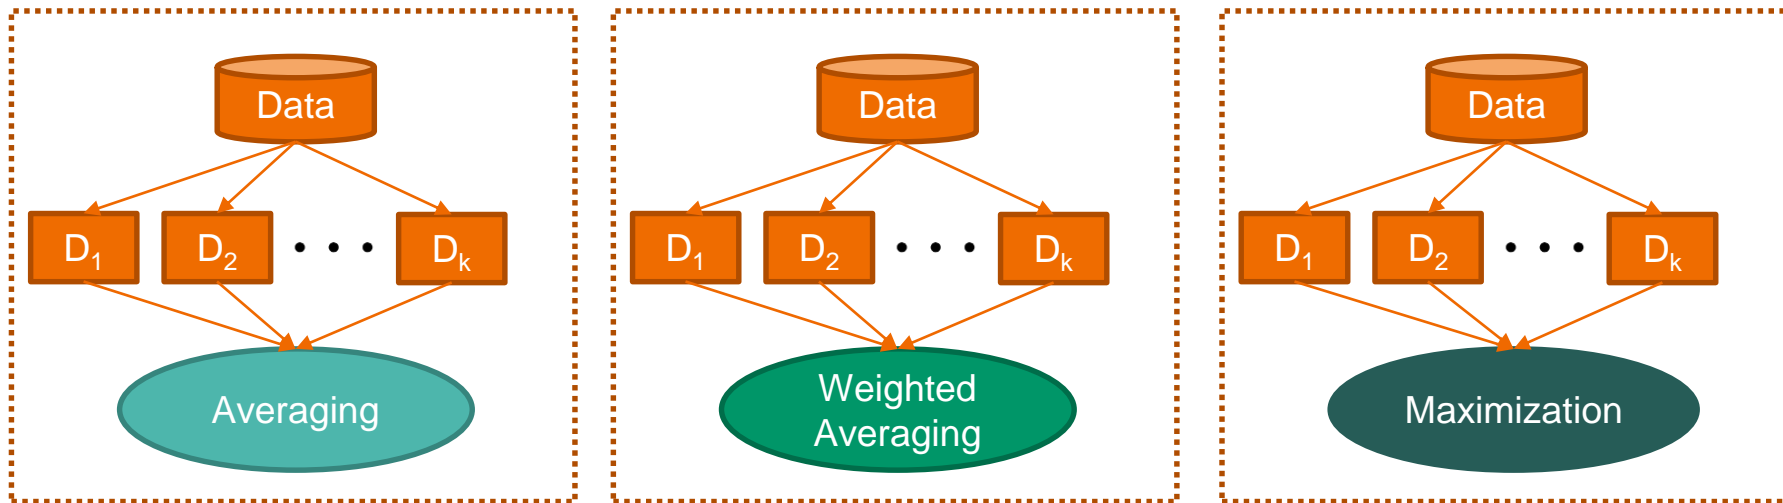 Data
D1 D2 • • • Dk
Averaging
Data
D1 D2 • • • Dk
Weighted
Averaging
Data
D1 D2 • • • Dk
Maximization